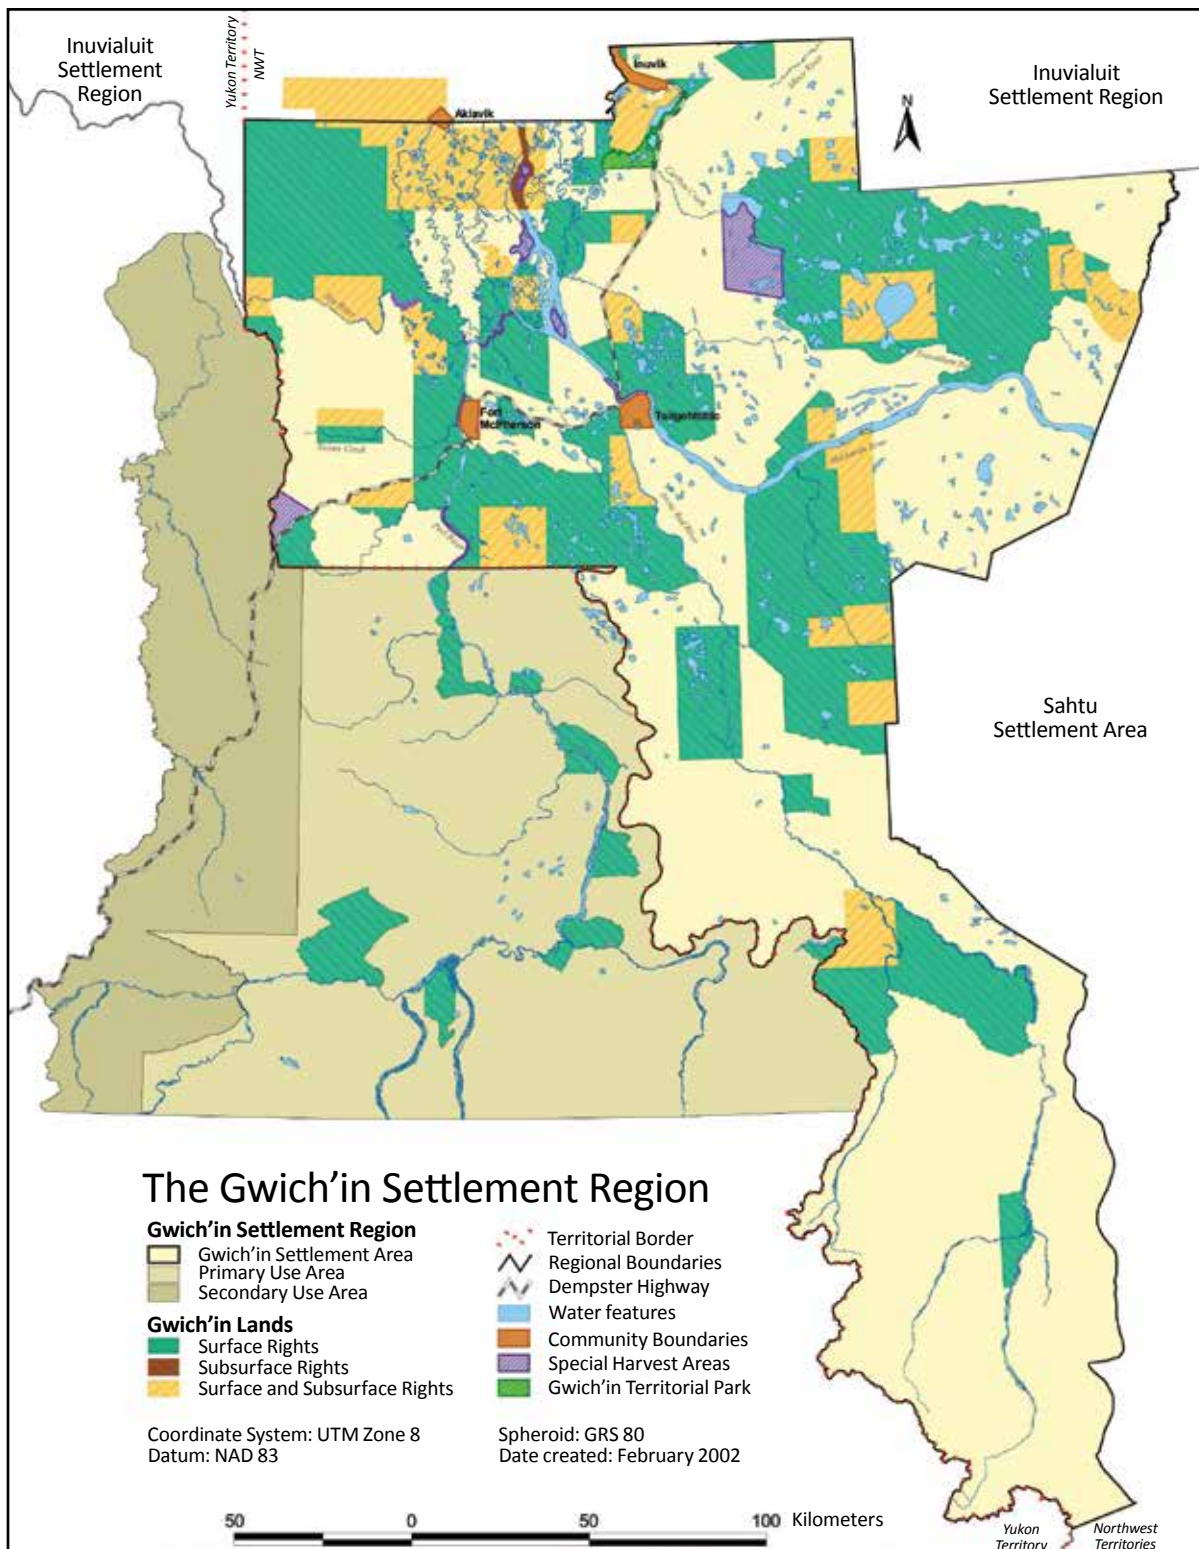 Inuvialuit
Settlement
Region
Yukon Territory
NWT
Inuvik
Inuvialuit
Settlement Region
N
Aklavik
Fort
McPherson
Tsiigehtchic
Sahtu
Settlement Area
The Gwich'in Settlement Region
Gwich'in Settlement Region
Gwich'in Settlement Area
Primary Use Area
Secondary Use Area
Gwich'in Lands
Surface Rights
Subsurface Rights
Surface and Subsurface Rights
Coordinate System: UTM Zone 8
Datum: NAD 83
Territorial Border
Regional Boundaries
Dempster Highway
Water features
Community Boundaries
Special Harvest Areas
Gwich'in Territorial Park
Spheroid: GRS 80
Date created: February 2002
50 0 50 100 Kilometers
Yukon
Territory
Northwest
Territories